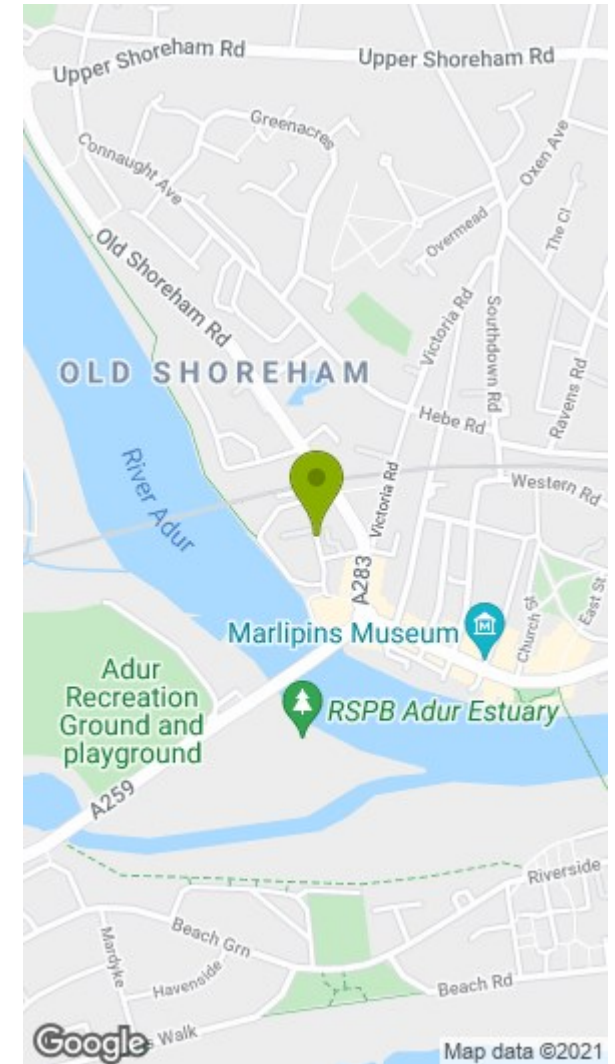 Upper Shoreham Rd
Upper Shoreham Rd
Greenacres
Oxen Ave
Connaught Ave
Overmead
The Cl
Old Shoreham Rd
Victoria Rd
Southdown Rd
OLD SHOREHAM
Ravens Rd
Hebe Rd
River Adur
Victoria Rd
Western Rd
A283
East St
Church St
Marlipins Museum
Adur
Recreation
Ground and
playground
RSPB Adur Estuary
A259
Riverside
Beach Grn
Mardyke
Havenside
Beach Rd
Google
s Walk
Map data ©2021